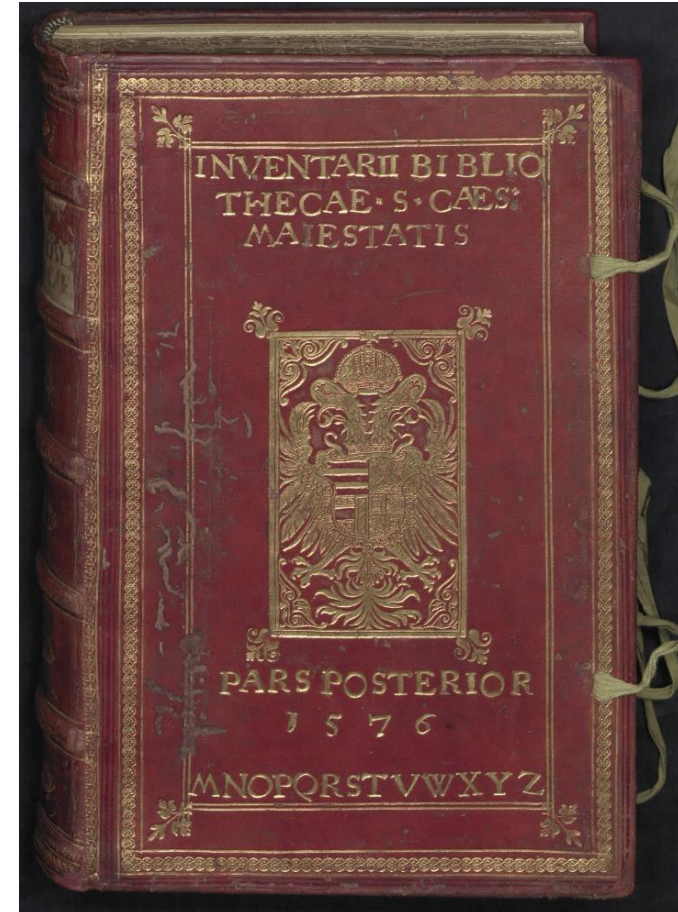 INVENTARII BIBLIO
THECAE · S · CAES:
MAIESTATIS
PARS POSTERIOR
1576
MNOPQRSTVWXYZ